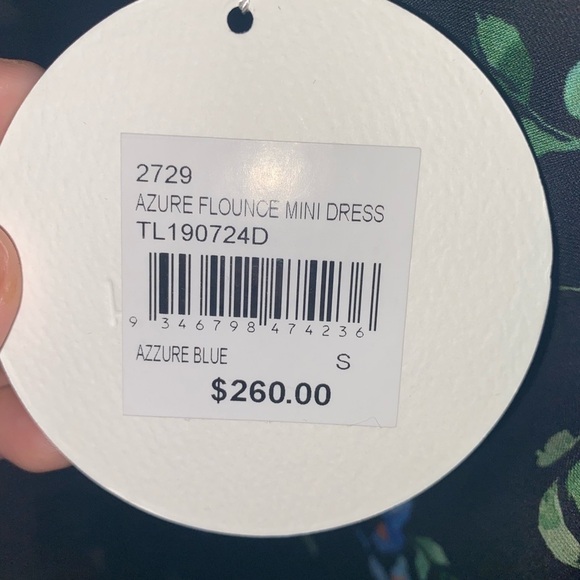 2729
AZURE FLOUNCE MINI DRESS
TL190724D
9 346798 474236
AZZURE BLUE S
$260.00